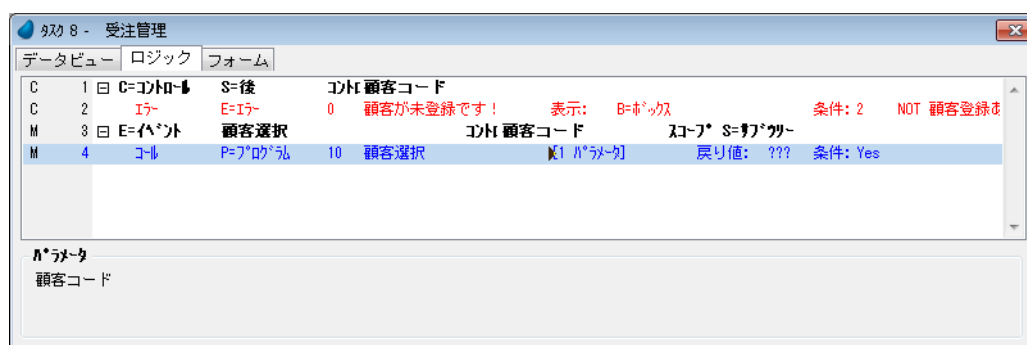 ﾀｽｸ 8 - 受注管理
データビュー ロジック フォーム
C 1 C=ｺﾝﾄﾛｰﾙ S=後 ｺﾝﾄﾛ 顧客コード
C 2 ｴﾗｰ E=ｴﾗｰ 0 顧客が未登録です！ 表示: B=ﾎﾞｯｸｽ 条件: 2 NOT 顧客登録あ
M 3 E=ｲﾍﾞﾝﾄ 顧客選択 ｺﾝﾄﾛ 顧客コード ｽｺｰﾌﾟ S=ｻﾌﾞﾂﾘｰ
M 4 ｺｰﾙ P=ﾌﾟﾛｸﾞﾗﾑ 10 顧客選択 [1 ﾊﾟﾗﾒｰﾀ] 戻り値: ??? 条件: Yes
ﾊﾟﾗﾒｰﾀ
顧客コード